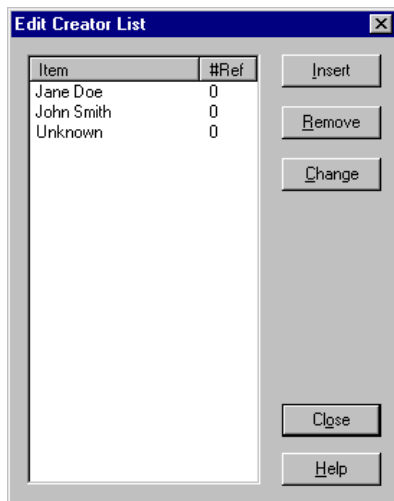 Edit Creator List
Item #Ref
Jane Doe 0
John Smith 0
Unknown 0
Insert
Remove
Change
Close
Help